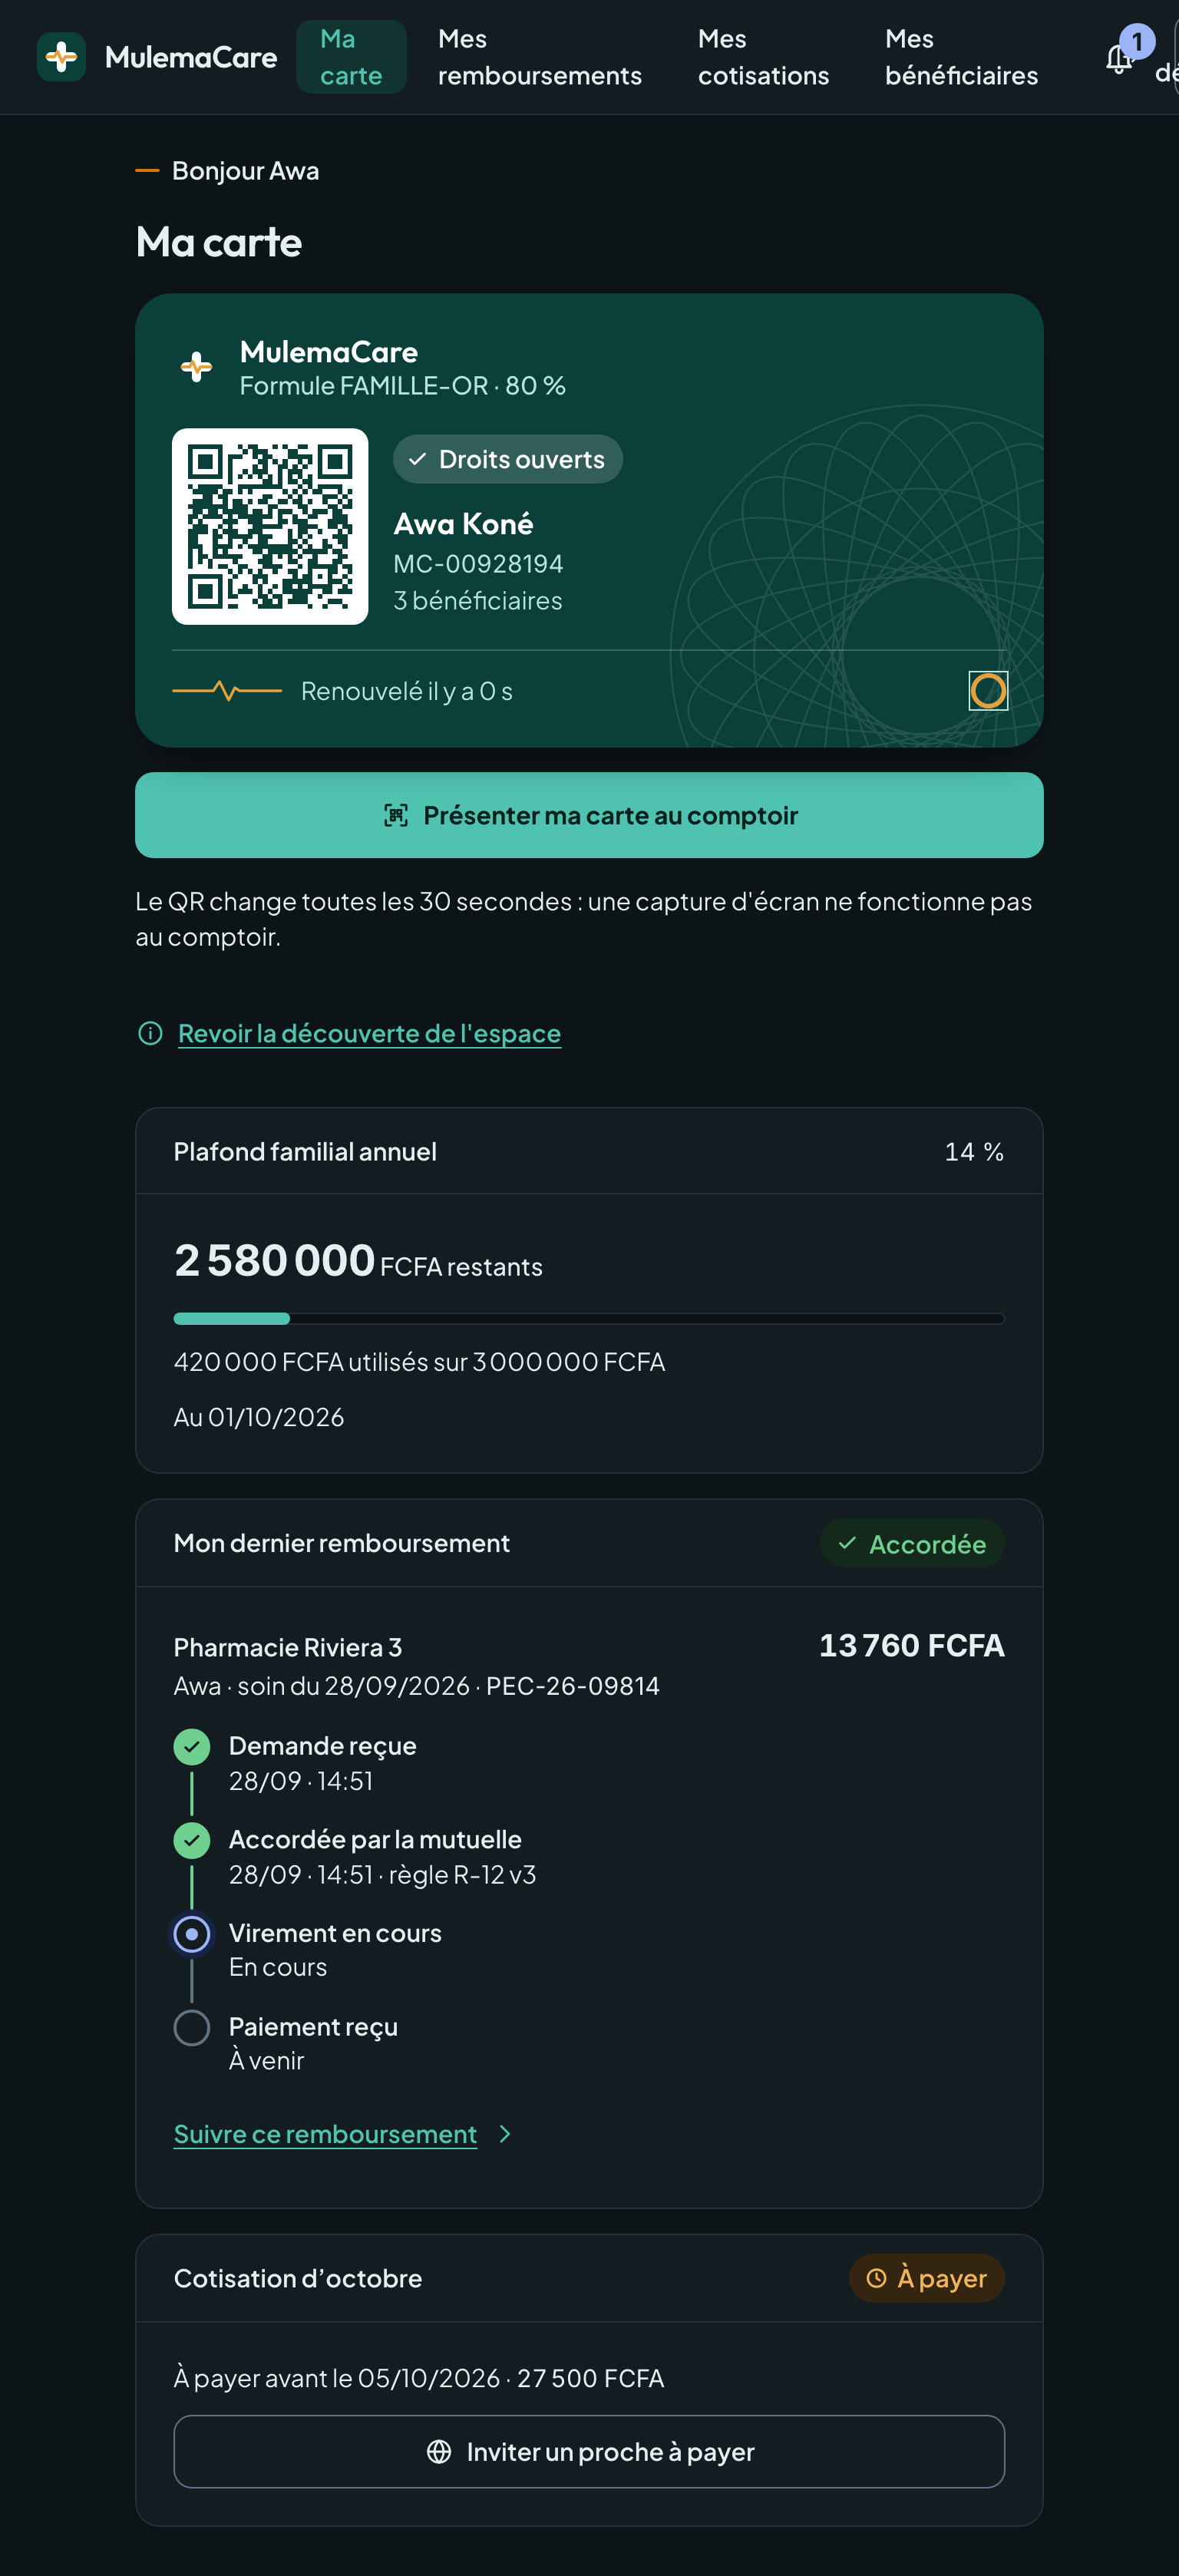 MulemaCare
Ma
carte
Mes
remboursements
Mes
cotisations
Mes
bénéficiaires
1
Bonjour Awa
Ma carte
MulemaCare
Formule FAMILLE-OR · 80 %
Droits ouverts
Awa Koné
MC-00928194
3 bénéficiaires
Renouvelé il y a 0 s
Présenter ma carte au comptoir
Le QR change toutes les 30 secondes : une capture d'écran ne fonctionne pas
au comptoir.
Revoir la découverte de l'espace
Plafond familial annuel
14 %
2 580 000 FCFA restants
420 000 FCFA utilisés sur 3 000 000 FCFA
Au 01/10/2026
Mon dernier remboursement
Accordée
Pharmacie Riviera 3
13 760 FCFA
Awa · soin du 28/09/2026 · PEC-26-09814
Demande reçue
28/09 · 14:51
Accordée par la mutuelle
28/09 · 14:51 · règle R-12 v3
Virement en cours
En cours
Paiement reçu
À venir
Suivre ce remboursement
Cotisation d’octobre
À payer
À payer avant le 05/10/2026 · 27 500 FCFA
Inviter un proche à payer